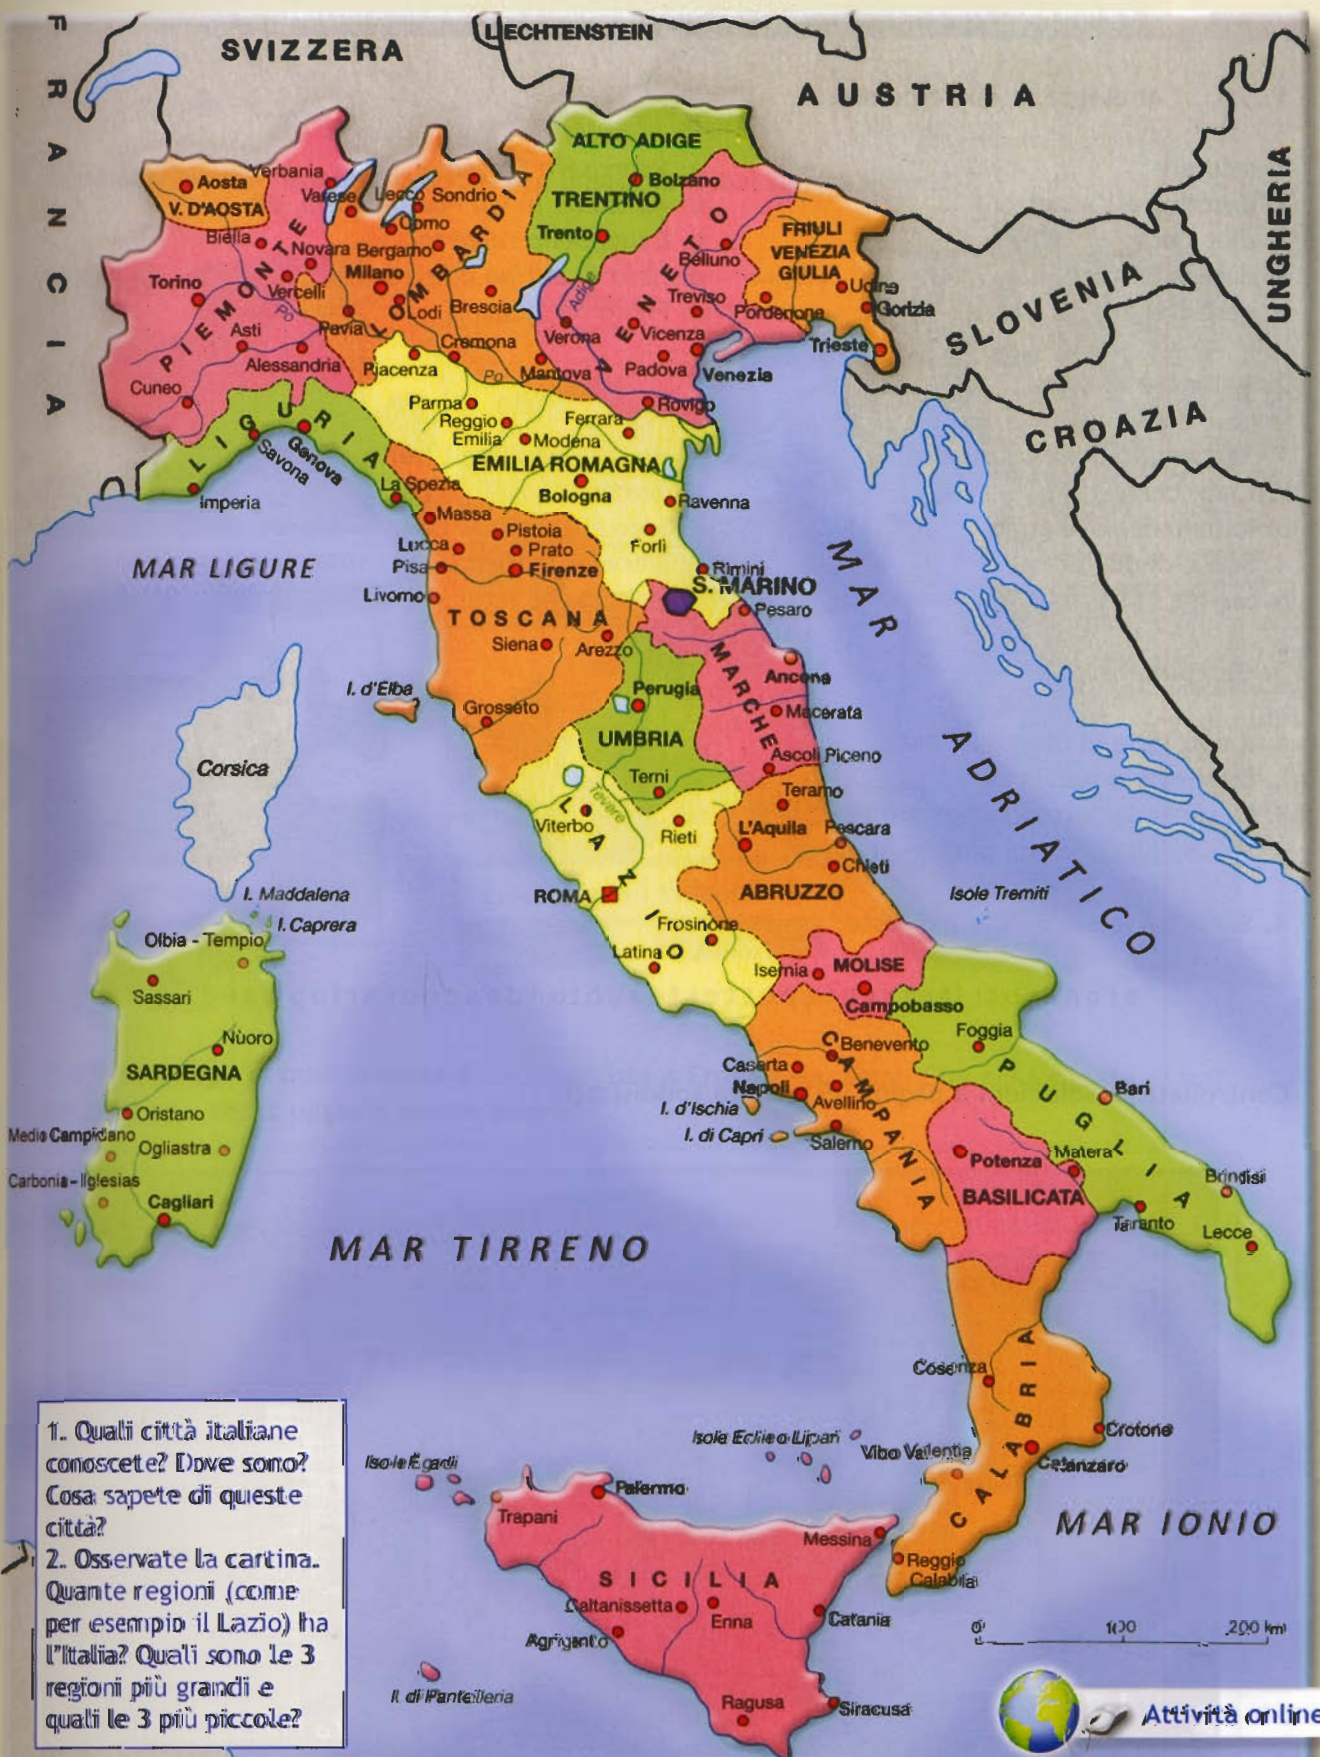 FRANCIA
SVIZZERA
LIECHTENSTEIN
AUSTRIA
UNGHERIA
SLOVENIA
CROAZIA
ALTO ADIGE
TRENTINO
Bolzano
Trento
Aosta
V. D'AOSTA
Verbania
Varese
Lecco
Sondrio
Como
Biella
Novara
Bergamo
Milano
LOMBARDIA
Torino
Vercelli
Lodi
Brescia
PIEMONTE
Po
Pavia
Asti
Alessandria
Cuneo
Cremona
Mantova
Po
Adige
VENETO
Belluno
Treviso
Verona
Vicenza
Padova
Venezia
Rovigo
FRIULI
VENEZIA
GIULIA
Udine
Pordenone
Gorizia
Trieste
LIGURIA
Genova
Savona
Imperia
La Spezia
Piacenza
Parma
Reggio
Emilia
Modena
Ferrara
EMILIA ROMAGNA
Bologna
Ravenna
Forlì
Rimini
S. MARINO
MAR LIGURE
Massa
Pistoia
Lucca
Prato
Pisa
Firenze
Livorno
TOSCANA
Siena
Arezzo
I. d'Elba
Grosseto
Pesaro
MARCHE
Ancona
Macerata
Ascoli Piceno
Perugia
UMBRIA
Terni
MAR ADRIATICO
Corsica
Teramo
L'Aquila
Pescara
Chieti
ABRUZZO
Tevere
Viterbo
Rieti
LAZIO
ROMA
Frosinone
Latina
Isole Tremiti
I. Maddalena
I. Caprera
Olbia - Tempio
Sassari
Nùoro
SARDEGNA
Oristano
Medio Campidano
Ogliastra
Carbonia - Iglesias
Cagliari
Isernia
MOLISE
Campobasso
Foggia
PUGLIA
Bari
Brindisi
Taranto
Lecce
CAMPANIA
Benevento
Caserta
Napoli
Avellino
I. d'Ischia
I. di Capri
Salerno
Potenza
Matera
BASILICATA
MAR TIRRENO
CALABRIA
Cosenza
Crotone
Vibo Valentia
Catanzaro
Reggio
Calabria
MAR IONIO
Isole Eolie o Lipari
Isole Egadi
Palermo
Trapani
Messina
SICILIA
Caltanissetta
Enna
Catania
Agrigento
I. di Pantelleria
Ragusa
Siracusa
0 100 200 km
1. Quali città italiane
conoscete? Dove sono?
Cosa sapete di queste
città?
2. Osservate la cartina.
Quante regioni (come
per esempio il Lazio) ha
l'Italia? Quali sono le 3
regioni più grandi e
quali le 3 più piccole?
Attività online